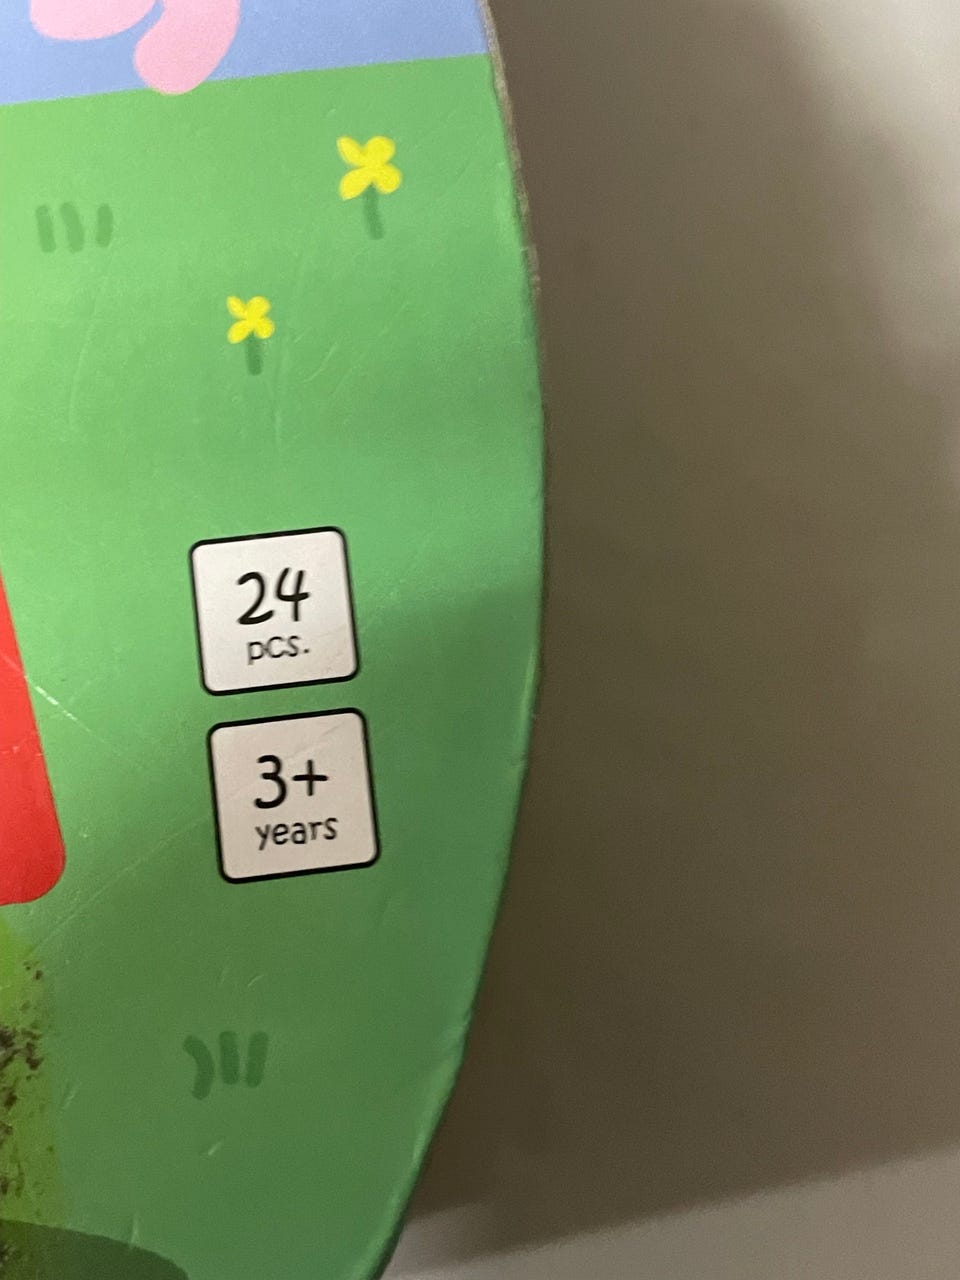 24
pcs.
3+
years